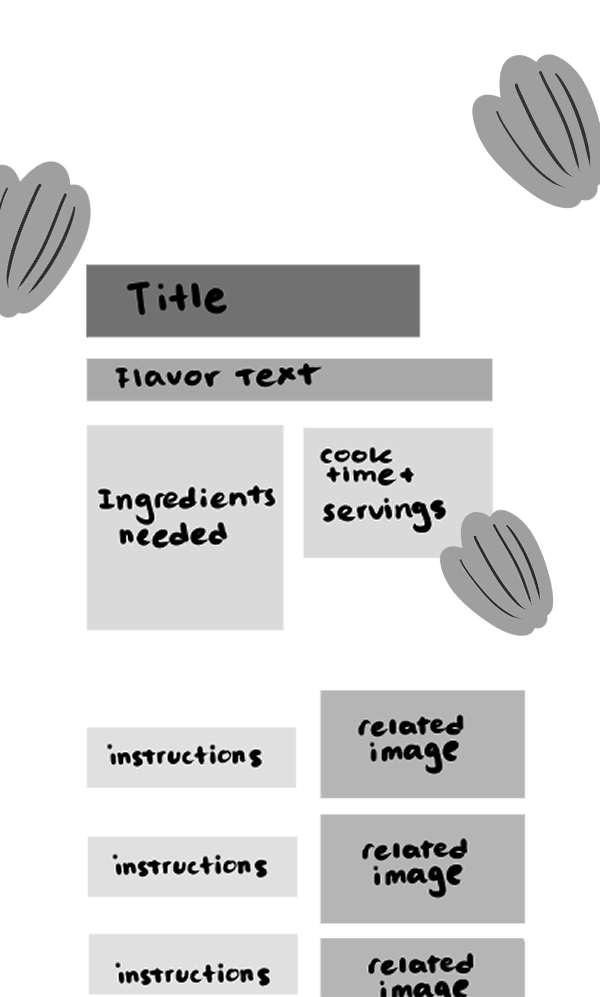 Title
Flavor Text
Ingredients
needed
cook
time +
servings
instructions
related
image
instructions
related
image
instructions
related
image